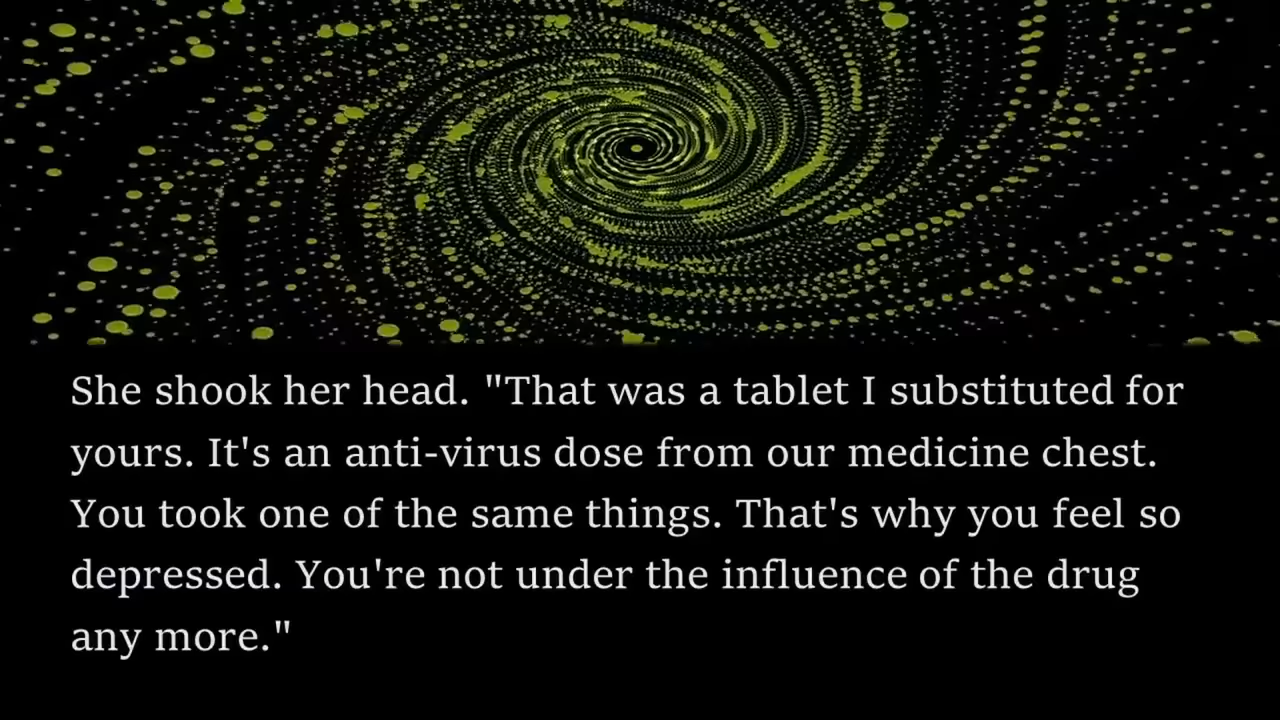 She shook her head. "That was a tablet I substituted for
yours. It's an anti-virus dose from our medicine chest.
You took one of the same things. That's why you feel so
depressed. You're not under the influence of the drug
any more."